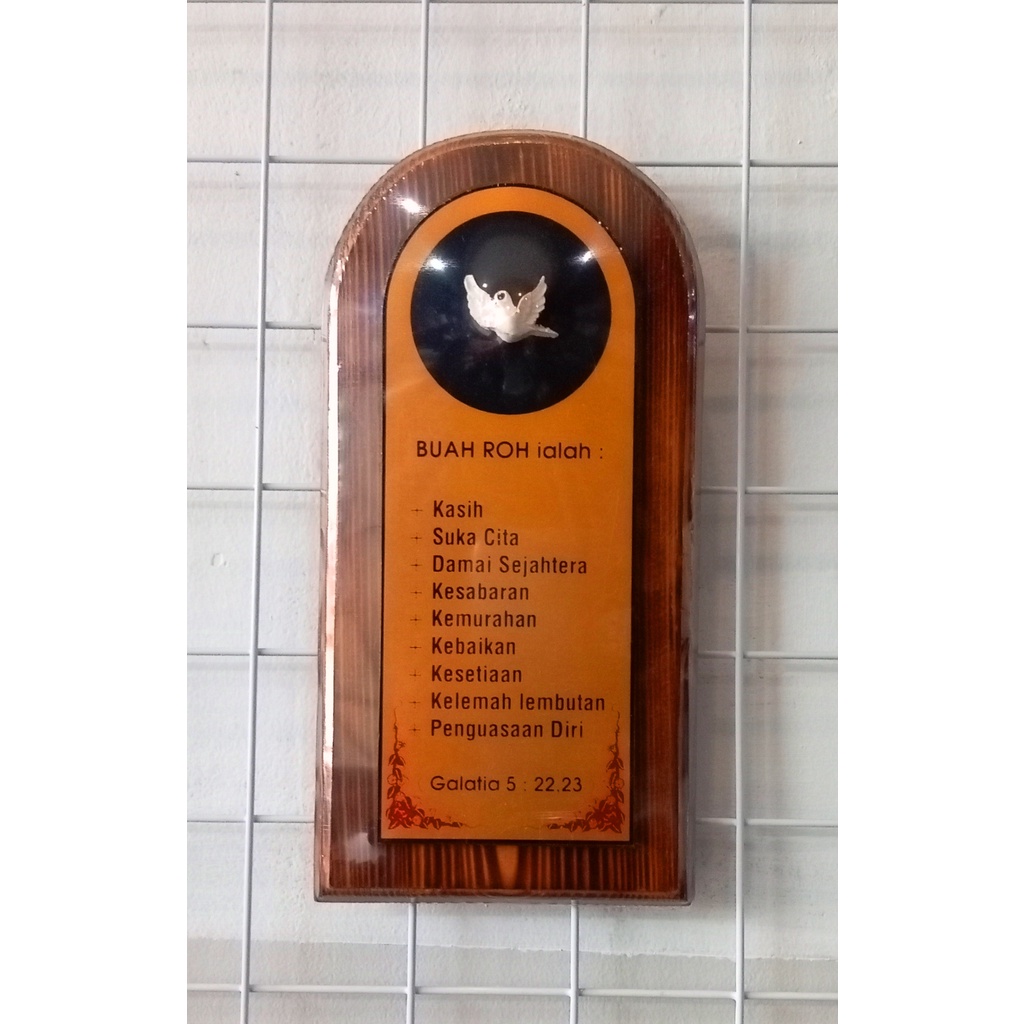 BUAH ROH ialah :
Kasih
Suka Cita
Damai Sejahtera
Kesabaran
Kemurahan
Kebaikan
Kesetiaan
Kelemah lembutan
Penguasaan Diri
Galatia 5 : 22.23